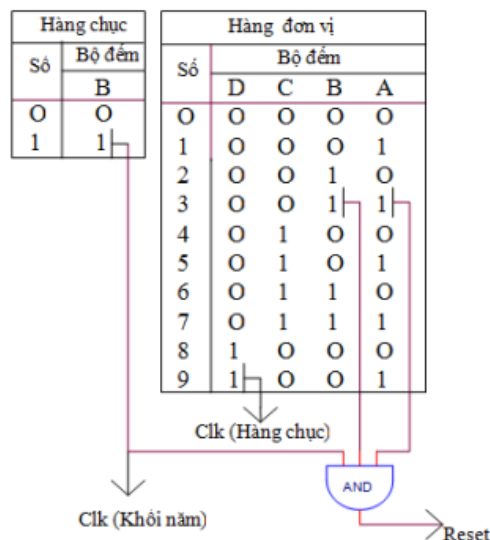 Hàng chục
Số Bộ đếm
B
O O
1 1
Hàng đơn vị
Số Bộ đếm
D C B A
O O O O O
1 O O O 1
2 O O 1 O
3 O O 1 1
4 O 1 O O
5 O 1 O 1
6 O 1 1 O
7 O 1 1 1
8 1 O O O
9 1 O O 1
Clk (Hàng chục)
AND
Clk (Khối năm)
Reset